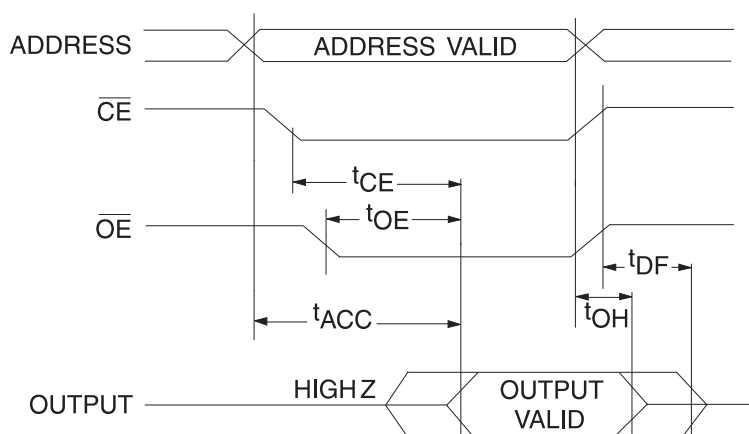 ADDRESS
ADDRESS VALID
CE
tCE
OE
tOE
tDF
tACC
tOH
HIGH Z
OUTPUT
OUTPUT
VALID